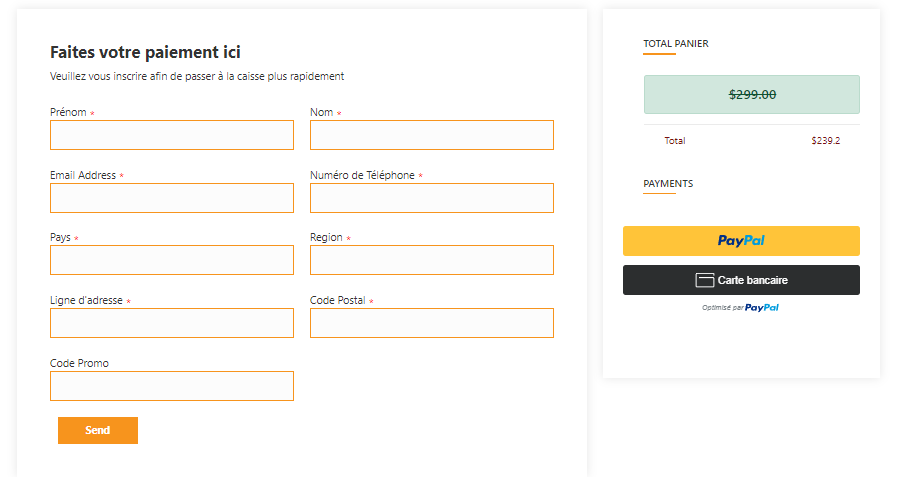 Faites votre paiement ici
Veuillez vous inscrire afin de passer à la caisse plus rapidement
Prénom *
Nom *
Email Address *
Numéro de Téléphone *
Pays *
Region *
Ligne d'adresse *
Code Postal *
Code Promo
Send
TOTAL PANIER
$299.00
Total $239.2
PAYMENTS
PayPal
Carte bancaire
Optimisé par PayPal